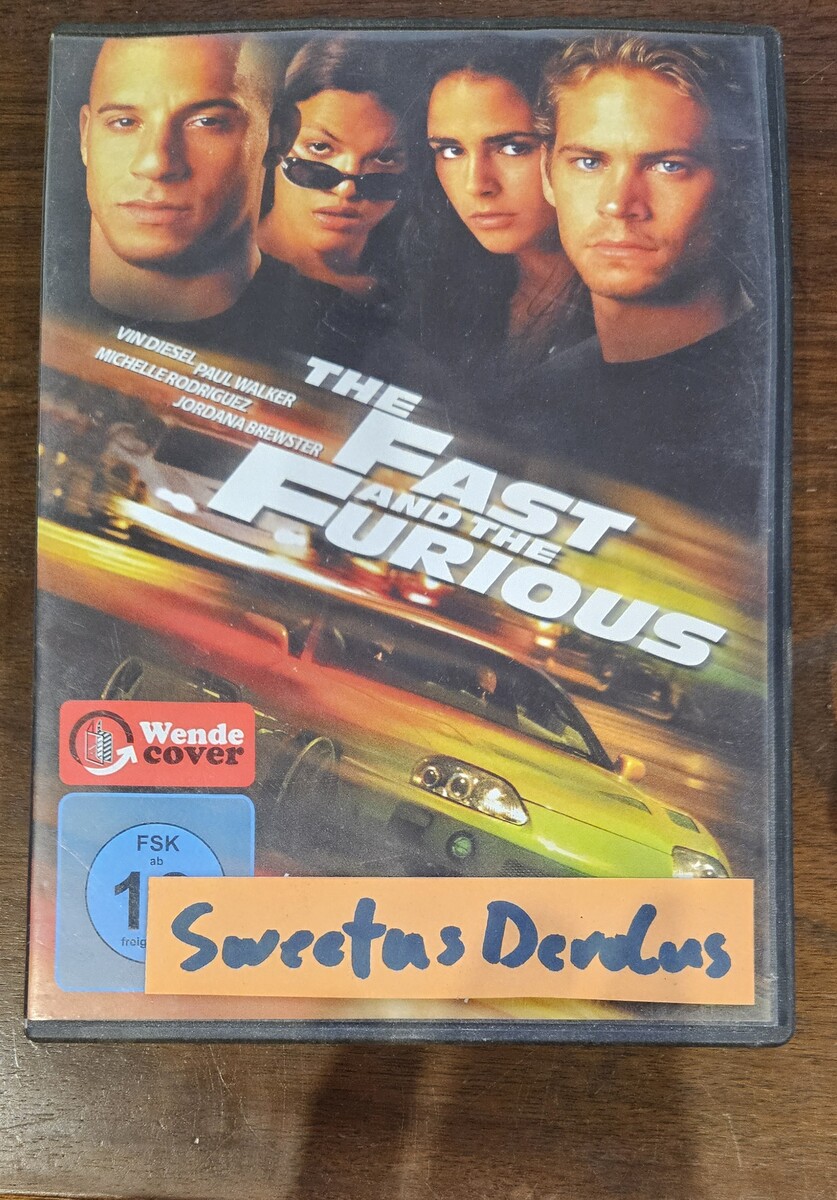 VIN DIESEL
PAUL WALKER
MICHELLE RODRIGUEZ
JORDANA BREWSTER
THE
FAST
AND THE
FURIOUS
Wende
cover
FSK
ab
Sweetus Derdus